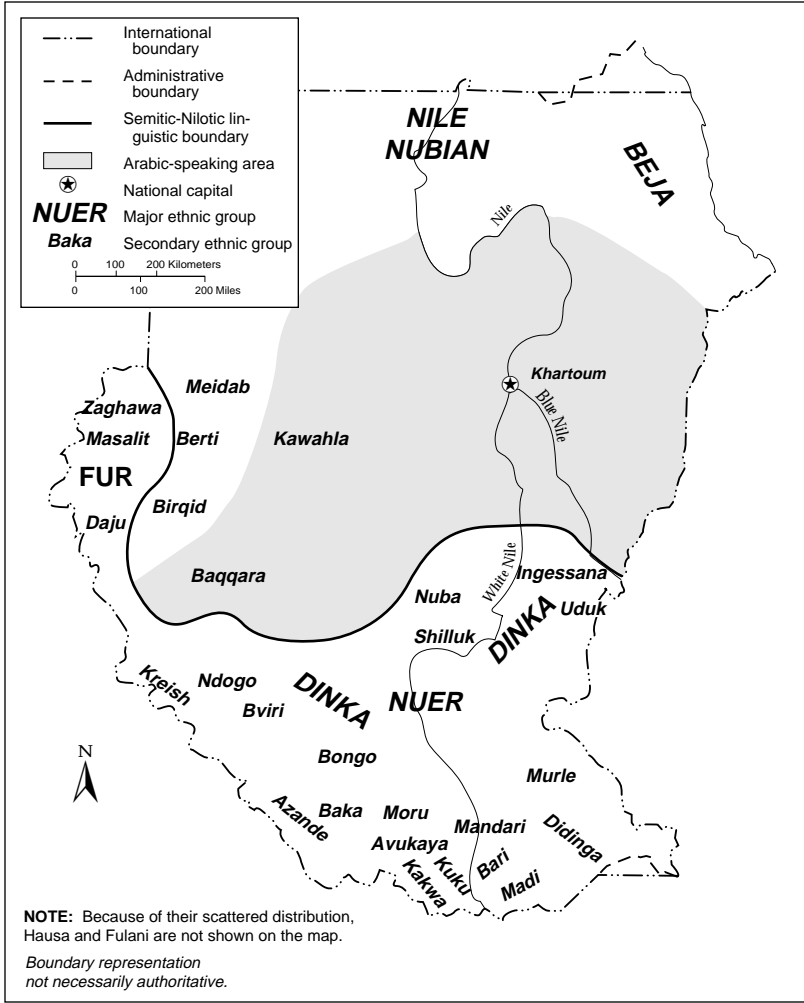 International
boundary
Administrative
boundary
Semitic-Nilotic lin-
guistic boundary
Arabic-speaking area
National capital
NUER Major ethnic group
Baka Secondary ethnic group
0 100 200 Kilometers
0 100 200 Miles
NILE
NUBIAN
BEJA
Nile
Khartoum
Blue Nile
Meidab
Zaghawa
Masalit
Berti
Kawahla
FUR
Birqid
Daju
Baqqara
White Nile
Ingessana
Nuba
Uduk
Shilluk
DINKA
Kreish
Ndogo
DINKA
NUER
Bviri
Bongo
Murle
N
Azande
Baka
Moru
Mandari
Didinga
Avukaya
Kakwa
Kuku
Bari
Madi
NOTE: Because of their scattered distribution,
Hausa and Fulani are not shown on the map.
Boundary representation
not necessarily authoritative.